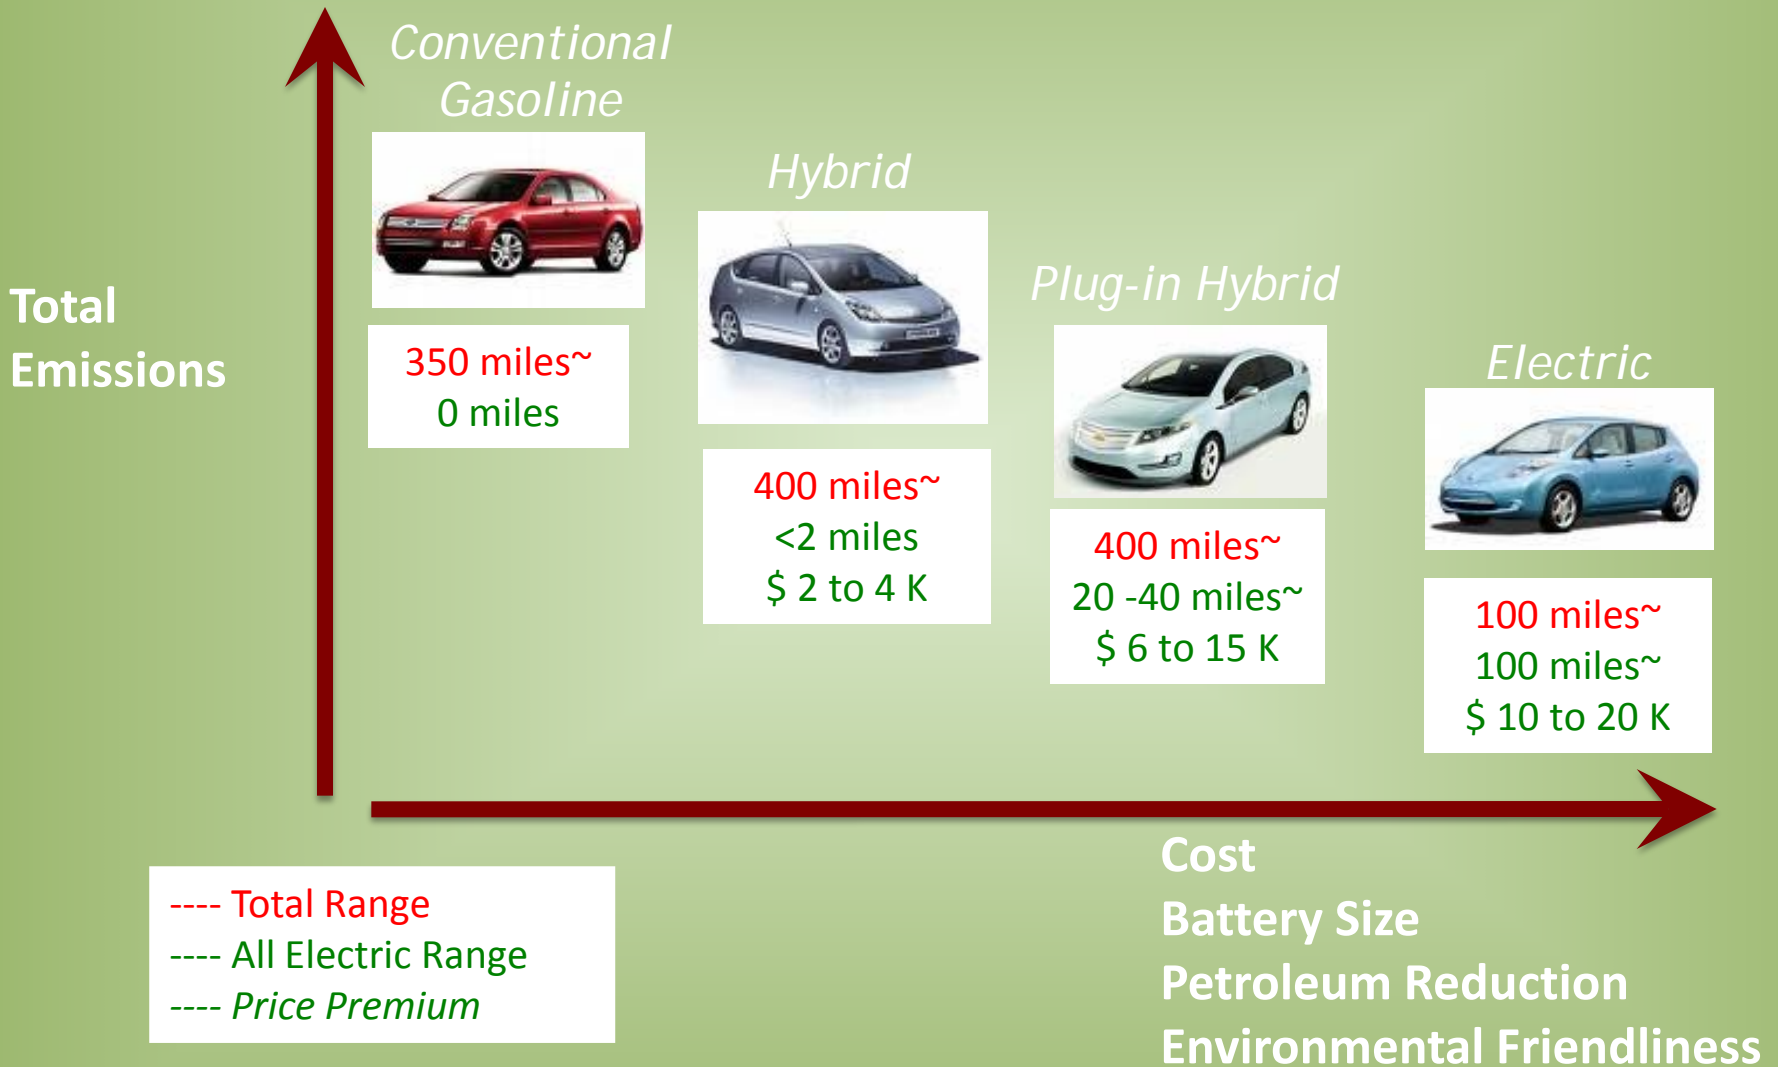 Conventional
Gasoline
Hybrid
Plug-in Hybrid
Electric
Total
Emissions
350 miles~
0 miles
400 miles~
<2 miles
$ 2 to 4 K
400 miles~
20 -40 miles~
$ 6 to 15 K
100 miles~
100 miles~
$ 10 to 20 K
---- Total Range
---- All Electric Range
---- Price Premium
Cost
Battery Size
Petroleum Reduction
Environmental Friendliness